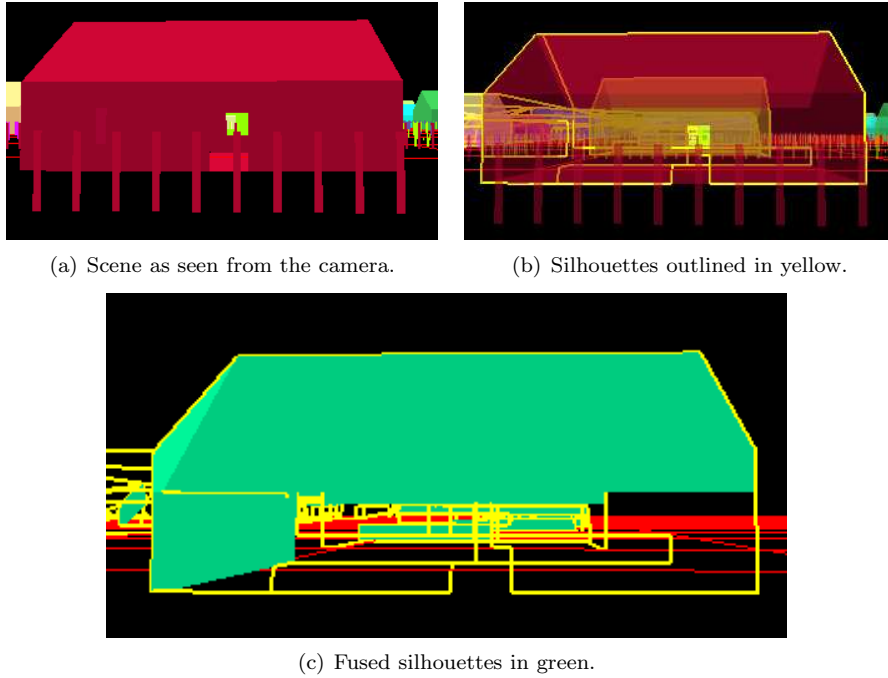 (a) Scene as seen from the camera.
(b) Silhouettes outlined in yellow.
(c) Fused silhouettes in green.